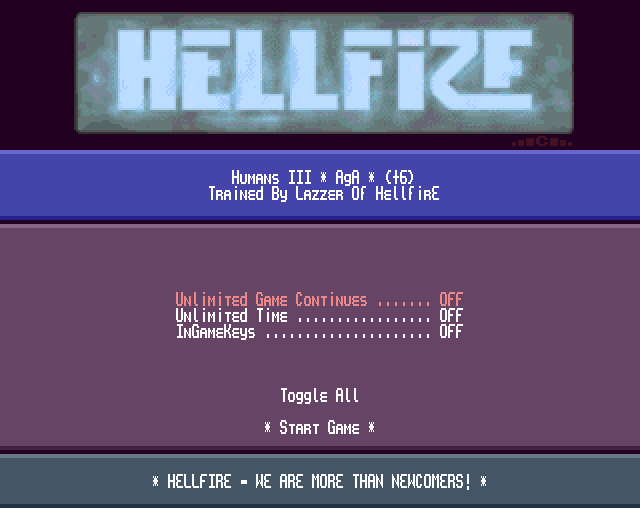 HELLFIRE
Humans III * AgA * (t6)
Trained By Lazzer Of HellfirE
Unlimited Game Continues ....... OFF
Unlimited Time ................. OFF
InGameKeys ..................... OFF
Toggle All
* Start Game *
* HELLFIRE - WE ARE MORE THAN NEWCOMERS! *